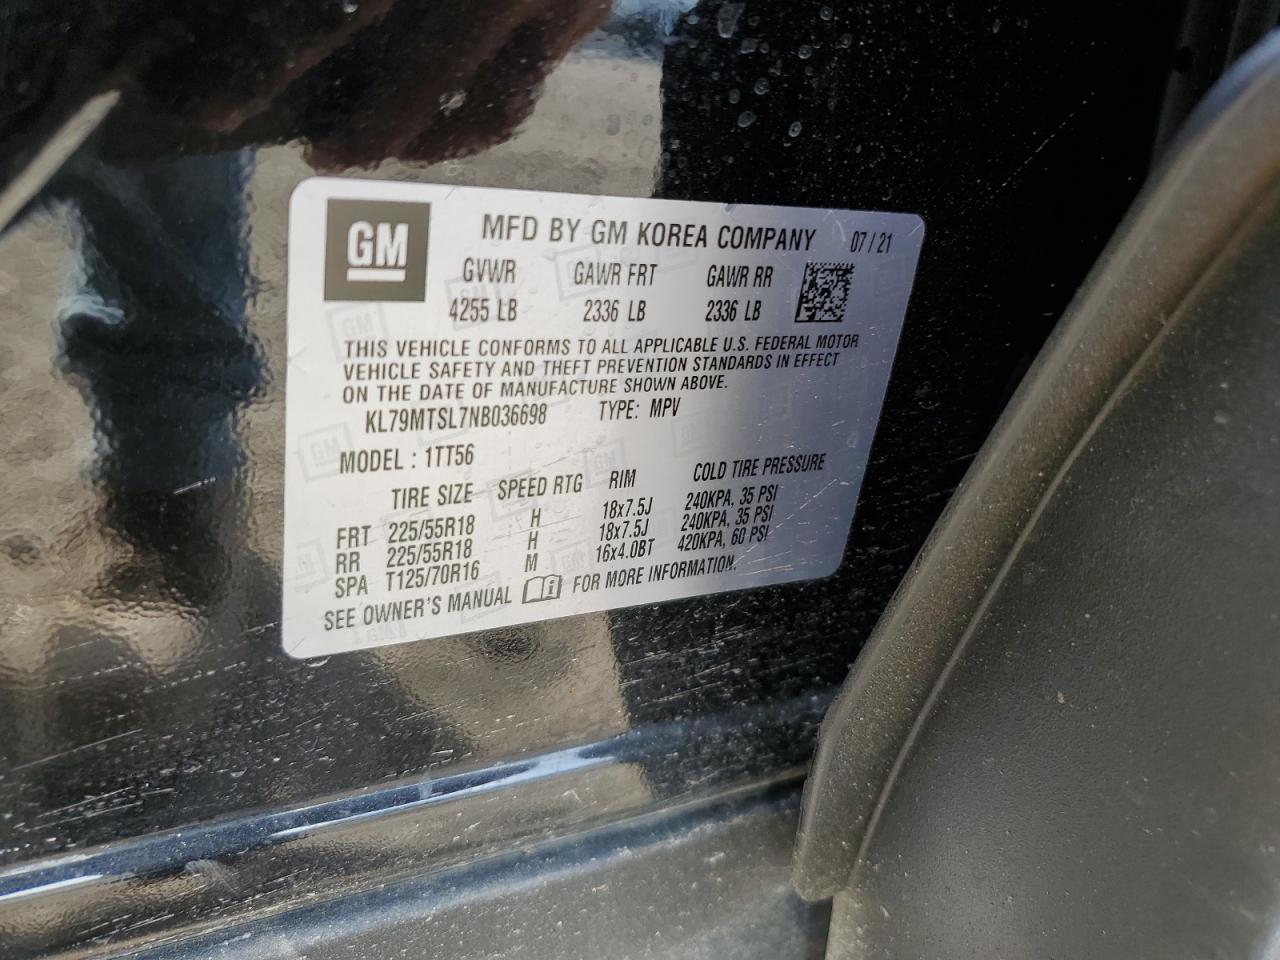 GM
MFD BY GM KOREA COMPANY 07/21
GVWR GAWR FRT GAWR RR
4255 LB 2336 LB 2336 LB
THIS VEHICLE CONFORMS TO ALL APPLICABLE U.S. FEDERAL MOTOR
VEHICLE SAFETY AND THEFT PREVENTION STANDARDS IN EFFECT
ON THE DATE OF MANUFACTURE SHOWN ABOVE.
KL79MTSL7NB036698 TYPE: MPV
MODEL : 1TT56
TIRE SIZE SPEED RTG RIM COLD TIRE PRESSURE
FRT 225/55R18 H 18x7.5J 240KPA, 35 PSI
RR 225/55R18 H 18x7.5J 240KPA, 35 PSI
SPA T125/70R16 M 16x4.0BT 420KPA, 60 PSI
SEE OWNER'S MANUAL FOR MORE INFORMATION.